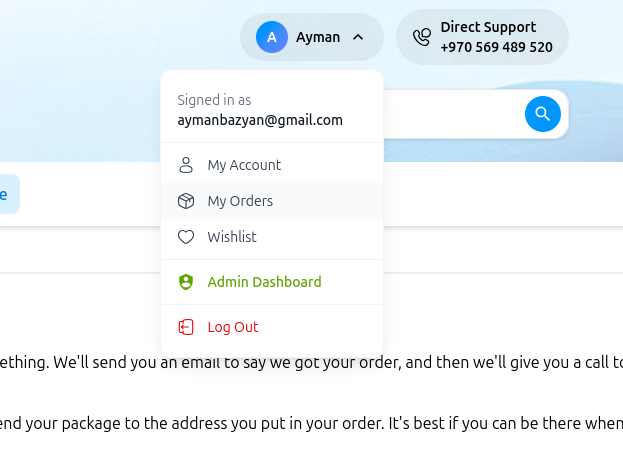 A Ayman
Direct Support
+970 569 489 520
Signed in as
aymanbazyan@gmail.com
My Account
e
My Orders
Wishlist
Admin Dashboard
Log Out
ething. We'll send you an email to say we got your order, and then we'll give you a call to
end your package to the address you put in your order. It's best if you can be there when